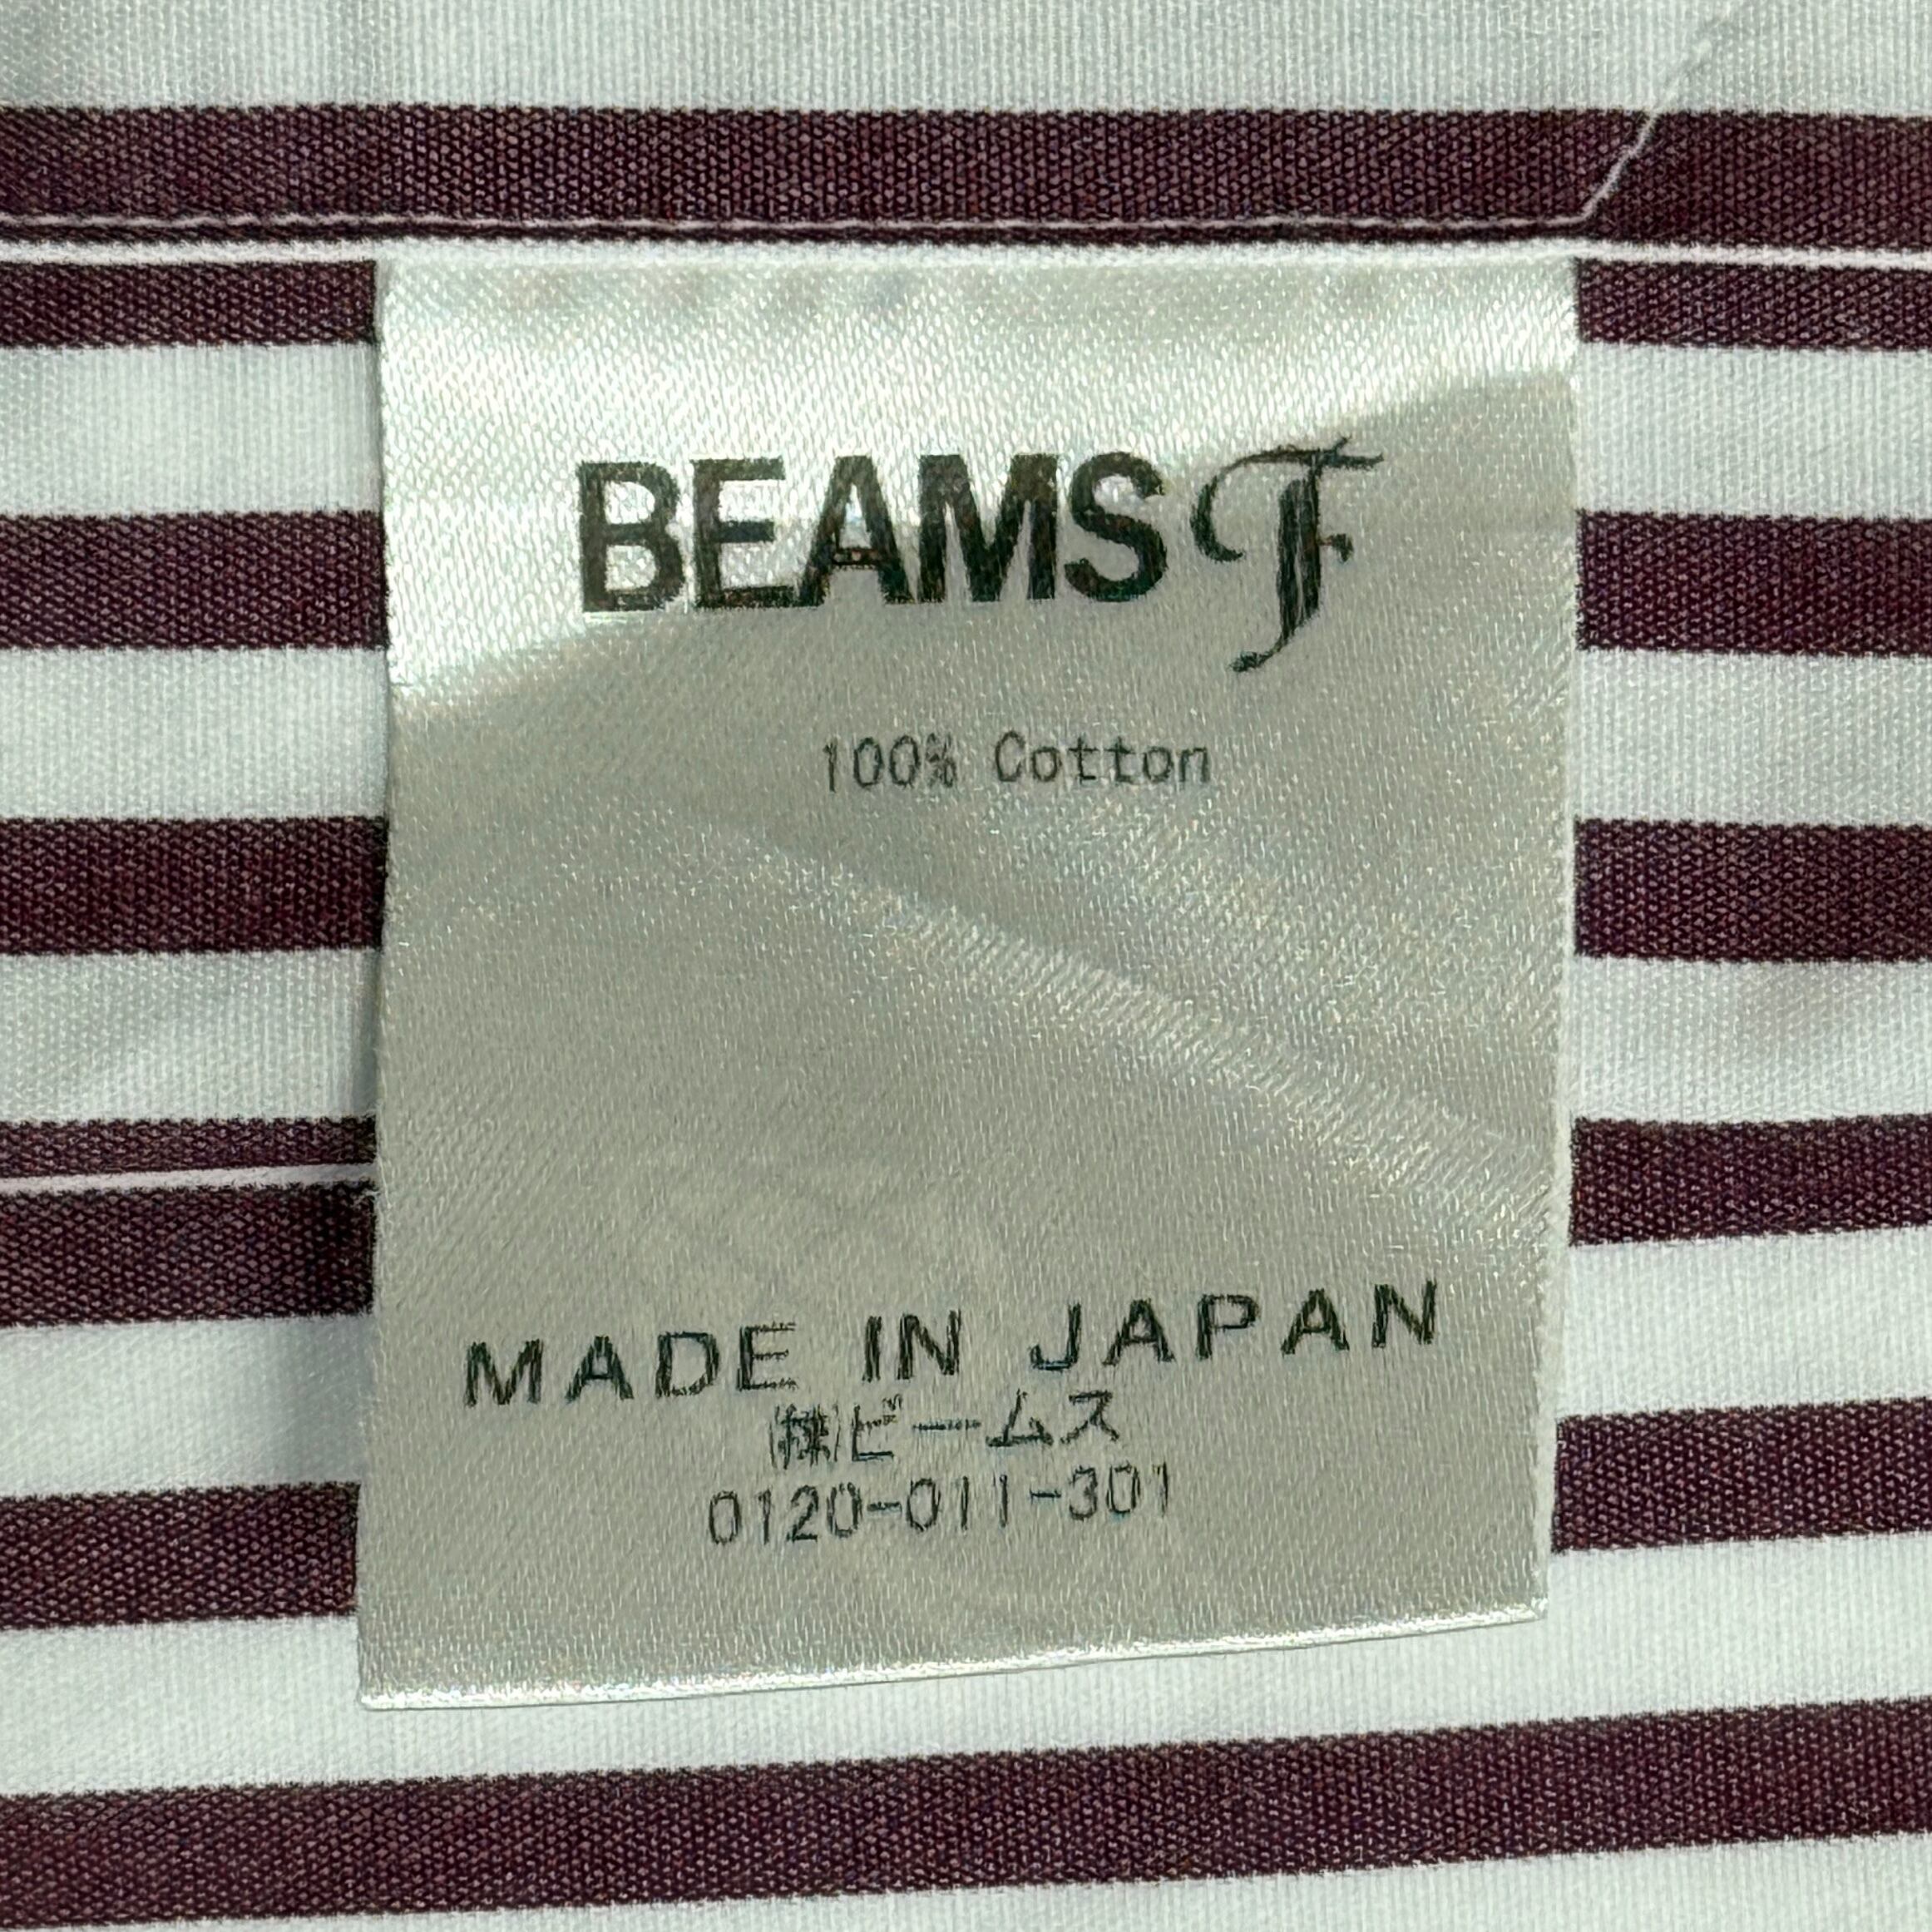 BEAMS F
100% Cotton
MADE IN JAPAN
㈱ビームス
0120-011-301